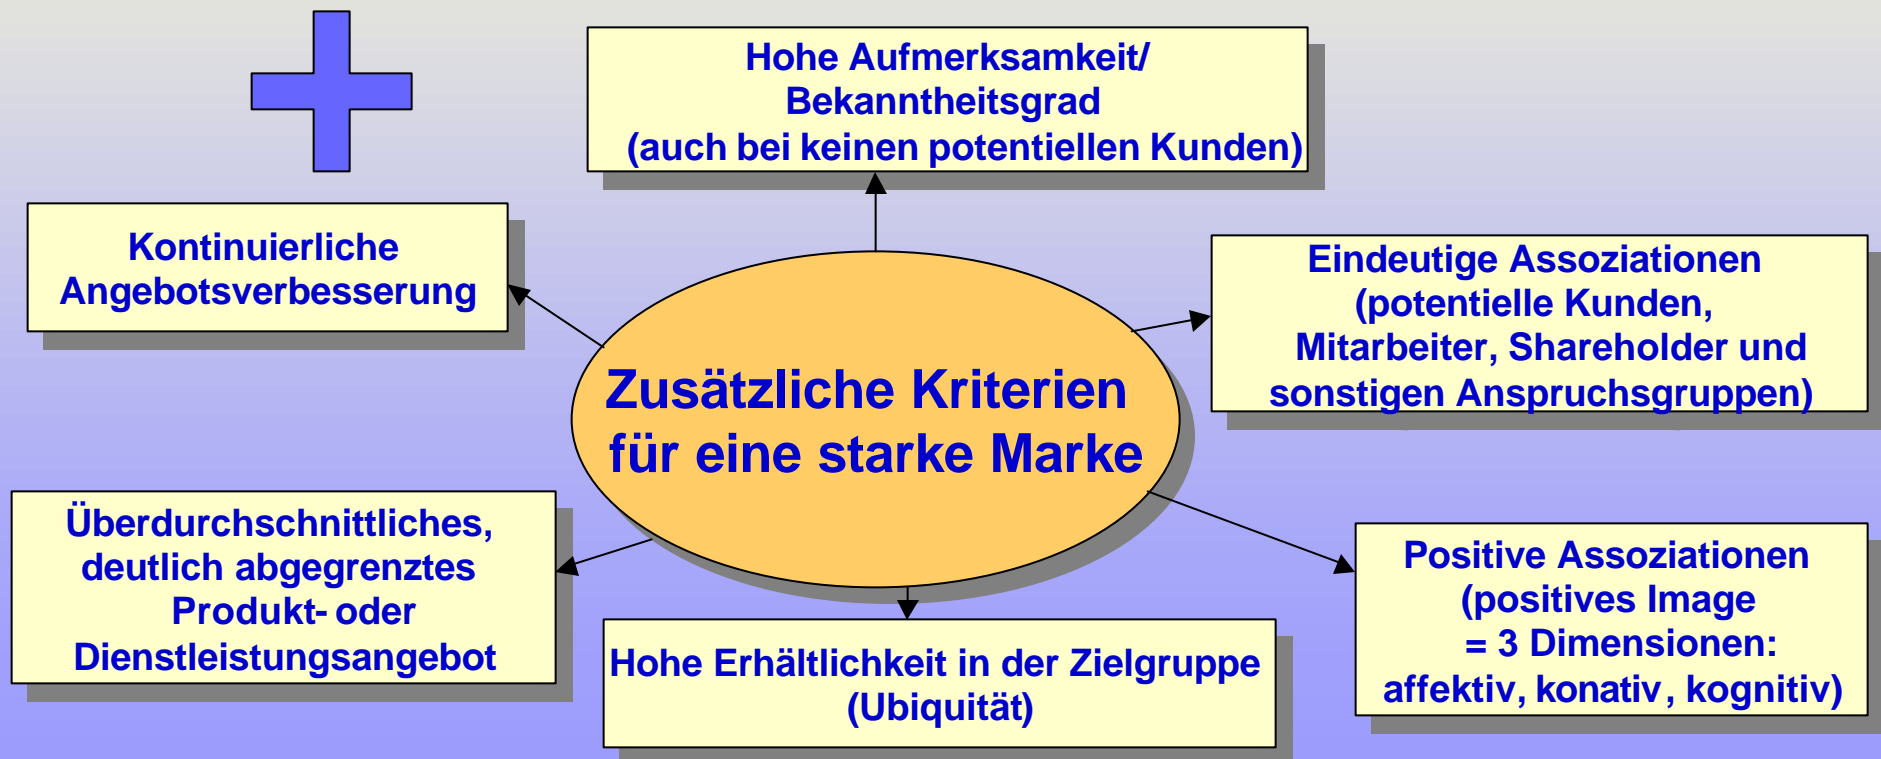 Hohe Aufmerksamkeit/
Bekanntheitsgrad
(auch bei keinen potentiellen Kunden)
Kontinuierliche
Angebotsverbesserung
Eindeutige Assoziationen
(potentielle Kunden,
Mitarbeiter, Shareholder und
sonstigen Anspruchsgruppen)
Zusätzliche Kriterien
für eine starke Marke
Überdurchschnittliches,
deutlich abgegrenztes
Produkt- oder
Dienstleistungsangebot
Positive Assoziationen
(positives Image
= 3 Dimensionen:
affektiv, konativ, kognitiv)
Hohe Erhältlichkeit in der Zielgruppe
(Ubiquität)